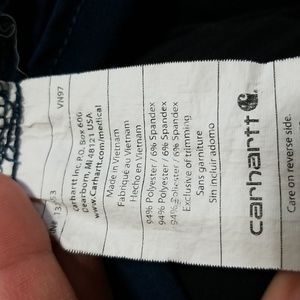 VN97
Carhartt Inc. P.O. Box 600
Dearborn, MI 48121 USA
www.Carhartt.com/medical
Made in Vietnam
Fabriqué au Vietnam
Hecho en Vietnam
94% Polyester / 6% Spandex
94% Polyester / 6% Spandex
94% Poliester / 6% Spandex
Exclusive of trimming
Sans garniture
Sin incluir adorno
carhartt
Care on reverse side.